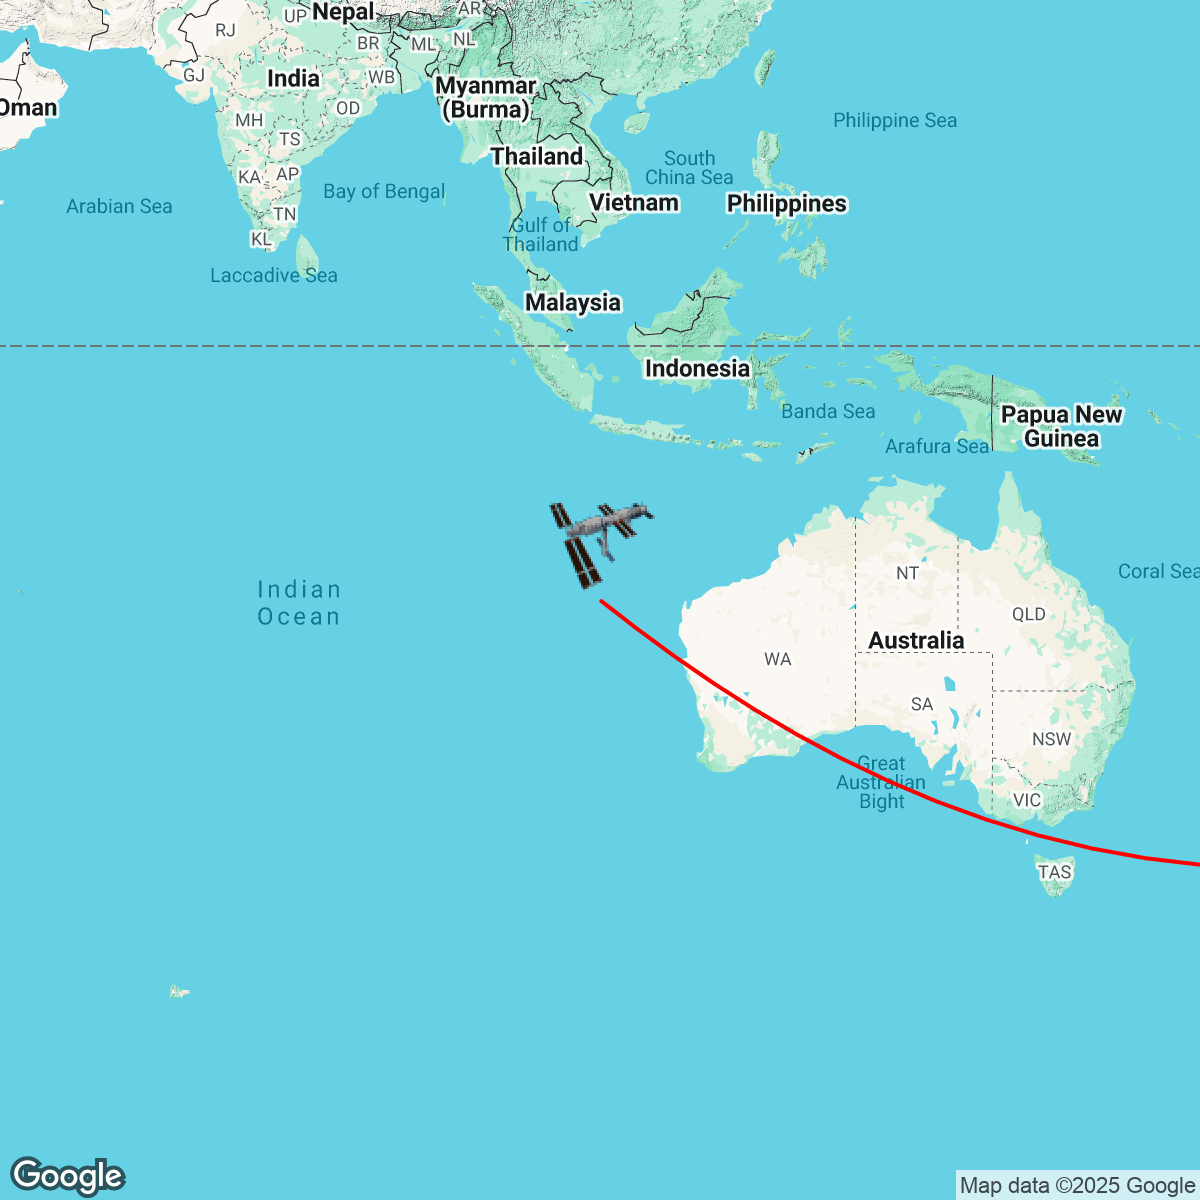 Nepal
AR
UP
RJ
BR
ML
NL
GJ
India
WB
Myanmar
(Burma)
Oman
OD
MH
TS
Thailand
Philippine Sea
South
China Sea
KA
AP
Bay of Bengal
Vietnam
Philippines
Arabian Sea
TN
Gulf of
Thailand
KL
Laccadive Sea
Malaysia
Indonesia
Banda Sea
Papua New
Guinea
Arafura Sea
Indian
Ocean
NT
Coral Sea
QLD
Australia
WA
SA
NSW
Great
Australian
Bight
VIC
TAS
Google
Map data ©2025 Google